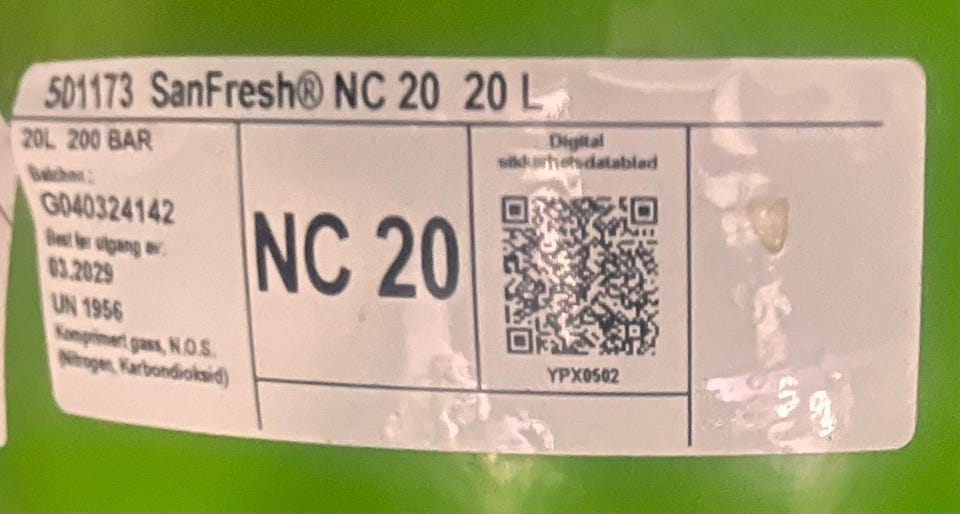 501173 SanFresh® NC 20 20 L
20L 200 BAR
Batchnr.:
G040324142
Best før utgang av:
03.2029
UN 1956
Komprimert gass, N.O.S.
(Nitrogen, Karbondioksid)
NC 20
Digital
sikkerhetsdatablad
YPX0502